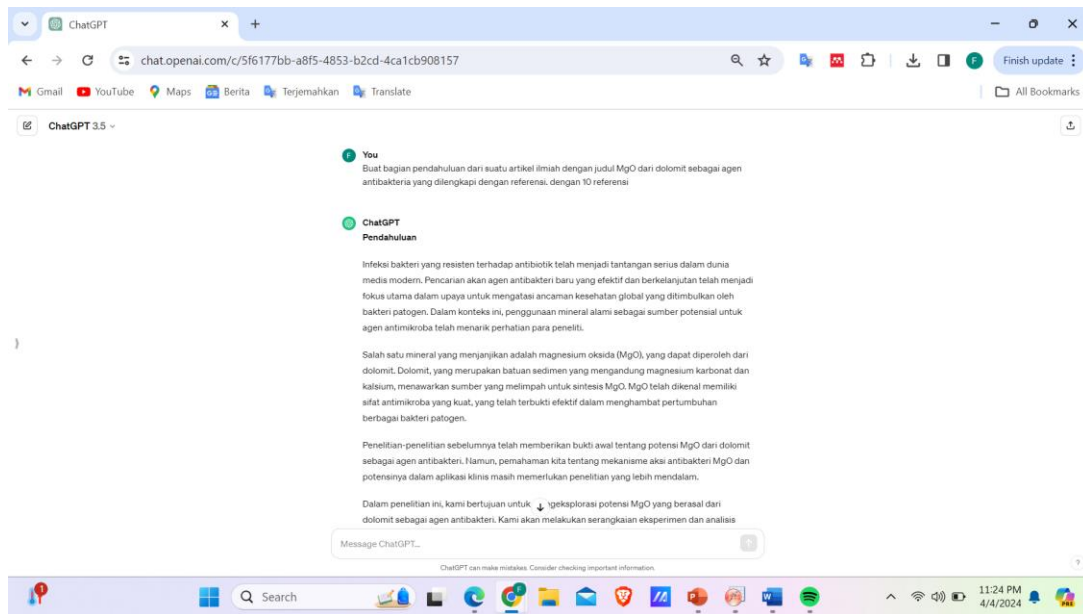 ChatGPT
chat.openai.com/c/5f6177bb-a8f5-4853-b2cd-4ca1cb908157
F
Finish update
Gmail
YouTube
Maps
Berita
Terjemahkan
Translate
All Bookmarks
ChatGPT 3.5
F
You
Buat bagian pendahuluan dari suatu artikel ilmiah dengan judul MgO dari dolomit sebagai agen
antibakteria yang dilengkapi dengan referensi. dengan 10 referensi
ChatGPT
Pendahuluan
Infeksi bakteri yang resisten terhadap antibiotik telah menjadi tantangan serius dalam dunia
medis modern. Pencarian akan agen antibakteri baru yang efektif dan berkelanjutan telah menjadi
fokus utama dalam upaya untuk mengatasi ancaman kesehatan global yang ditimbulkan oleh
bakteri patogen. Dalam konteks ini, penggunaan mineral alami sebagai sumber potensial untuk
agen antimikroba telah menarik perhatian para peneliti.
Salah satu mineral yang menjanjikan adalah magnesium oksida (MgO), yang dapat diperoleh dari
dolomit. Dolomit, yang merupakan batuan sedimen yang mengandung magnesium karbonat dan
kalsium, menawarkan sumber yang melimpah untuk sintesis MgO. MgO telah dikenal memiliki
sifat antimikroba yang kuat, yang telah terbukti efektif dalam menghambat pertumbuhan
berbagai bakteri patogen.
Penelitian-penelitian sebelumnya telah memberikan bukti awal tentang potensi MgO dari dolomit
sebagai agen antibakteri. Namun, pemahaman kita tentang mekanisme aksi antibakteri MgO dan
potensinya dalam aplikasi klinis masih memerlukan penelitian yang lebih mendalam.
Dalam penelitian ini, kami bertujuan untuk geksplorasi potensi MgO yang berasal dari
dolomit sebagai agen antibakteri. Kami akan melakukan serangkaian eksperimen dan analisis
Message ChatGPT...
ChatGPT can make mistakes. Consider checking important information.
?
Search
11:24 PM
4/4/2024